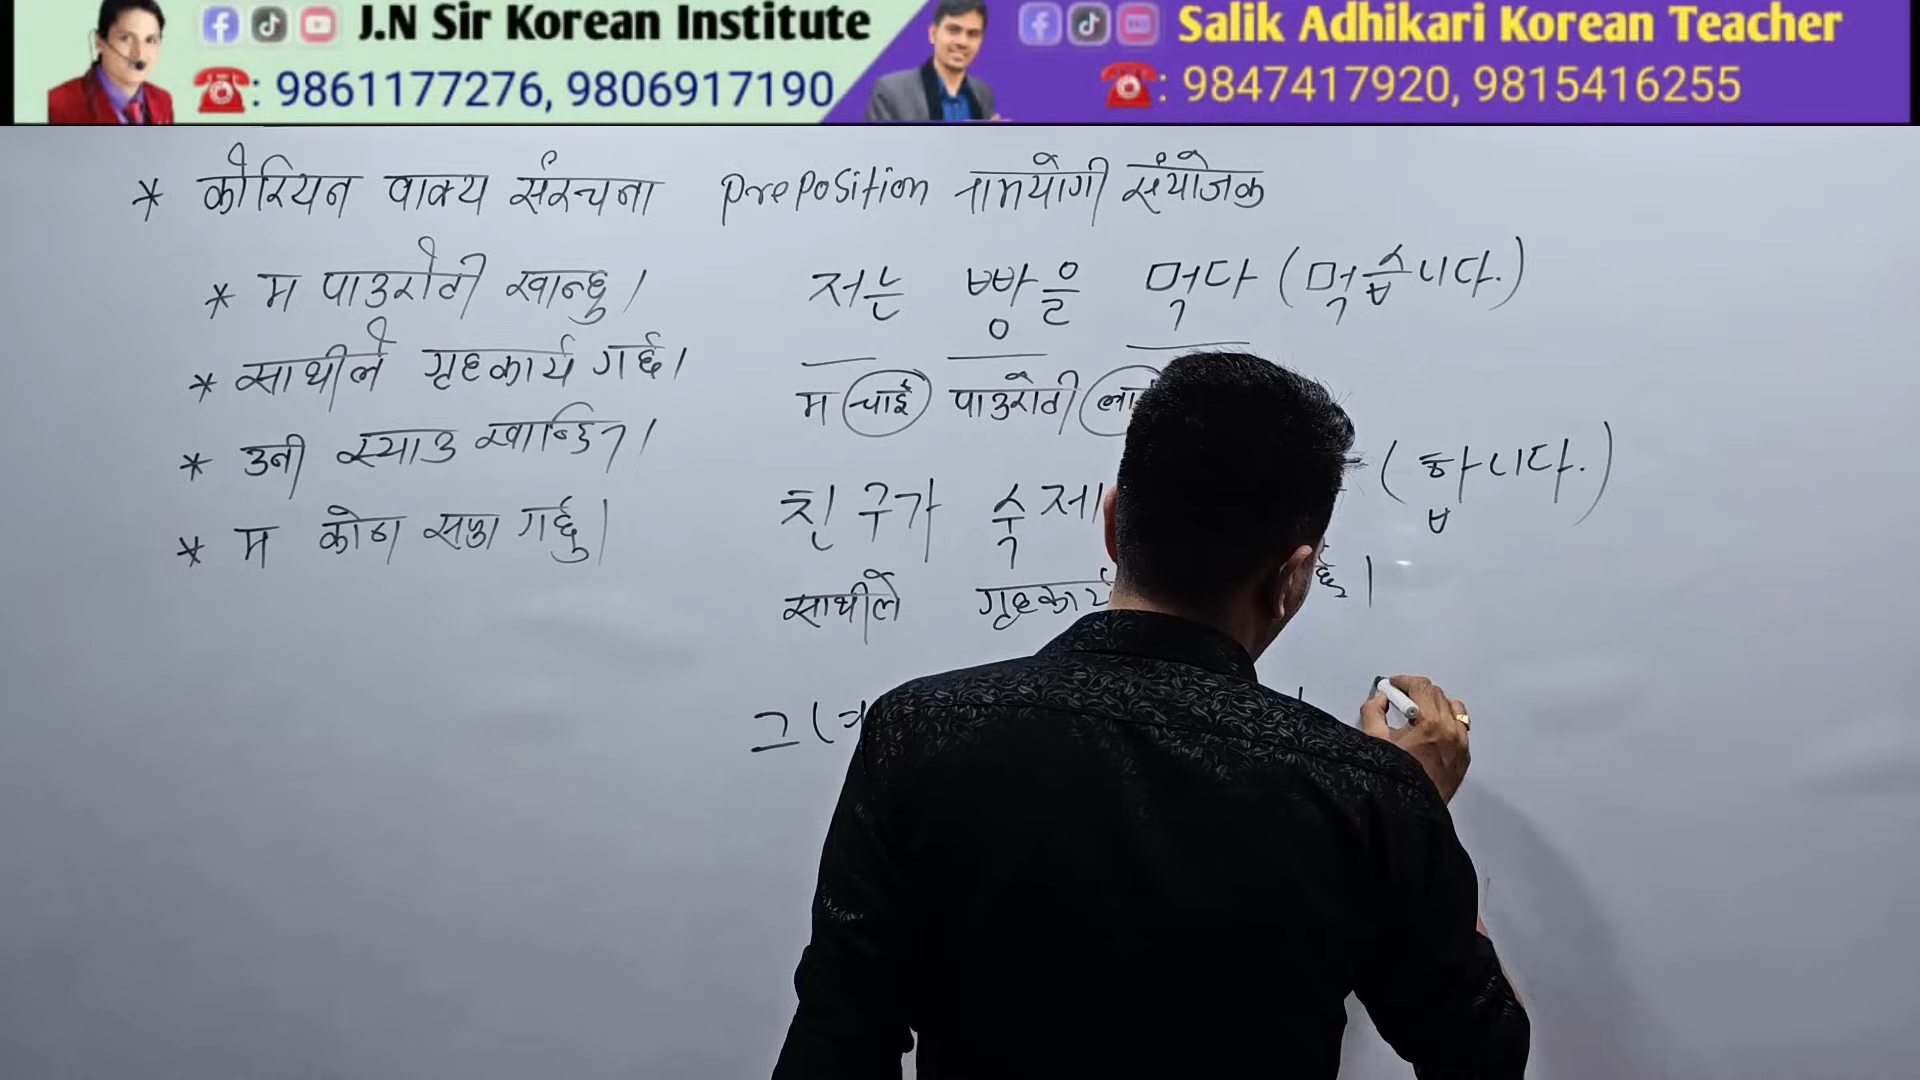 J.N Sir Korean Institute
: 9861177276, 9806917190
Salik Adhikari Korean Teacher
: 9847417920, 9815416255
* कोरियन वाक्य संरचना preposition नामयोगी संयोजक
* म पाउरोटी खान्छु।
* साथीले गृहकार्य गर्छ।
* उनी स्याउ खान्छिन्।
* म कोठा सफा गर्छु।
저는 빵을 먹다 (먹습니다.)
म चाहिँ पाउरोटी
친구가 숙제 (합니다.)
साथीले गृहकार्य
그 (